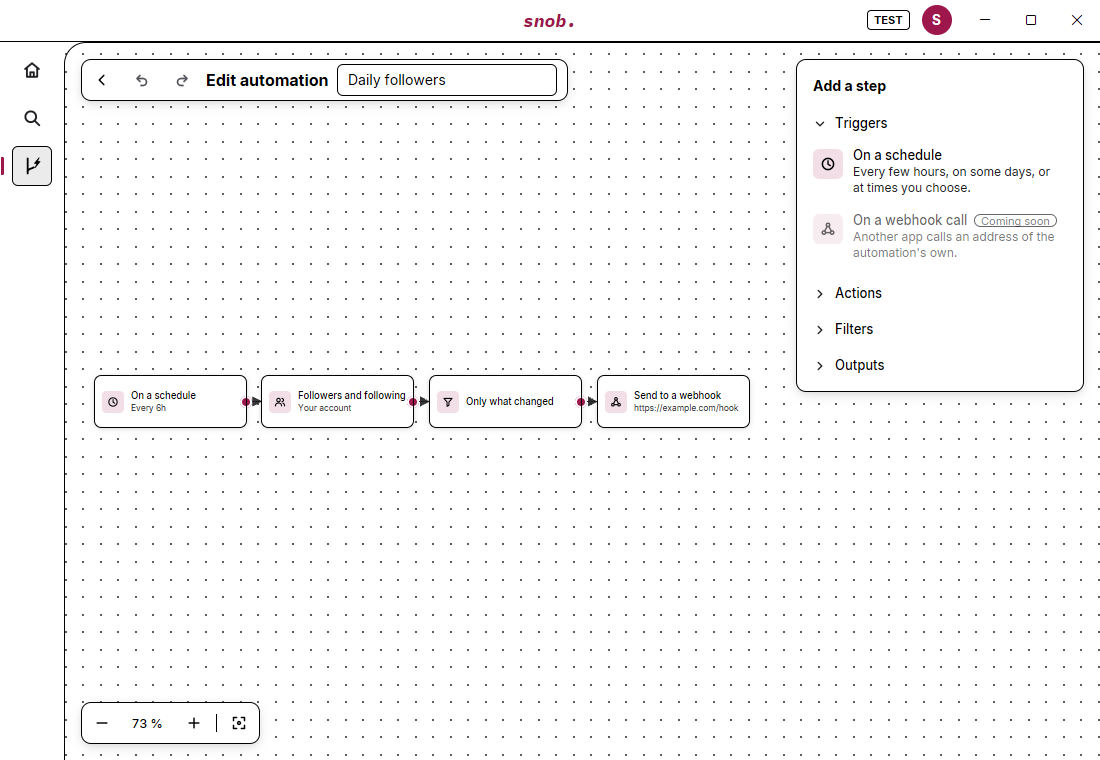 snob.
TEST
S
Edit automation
Daily followers
Add a step
Triggers
On a schedule
Every few hours, on some days, or
at times you choose.
On a webhook call
Coming soon
Another app calls an address of the
automation's own.
Actions
Filters
Outputs
On a schedule
Every 6h
Followers and following
Your account
Only what changed
Send to a webhook
https://example.com/hook
73 %